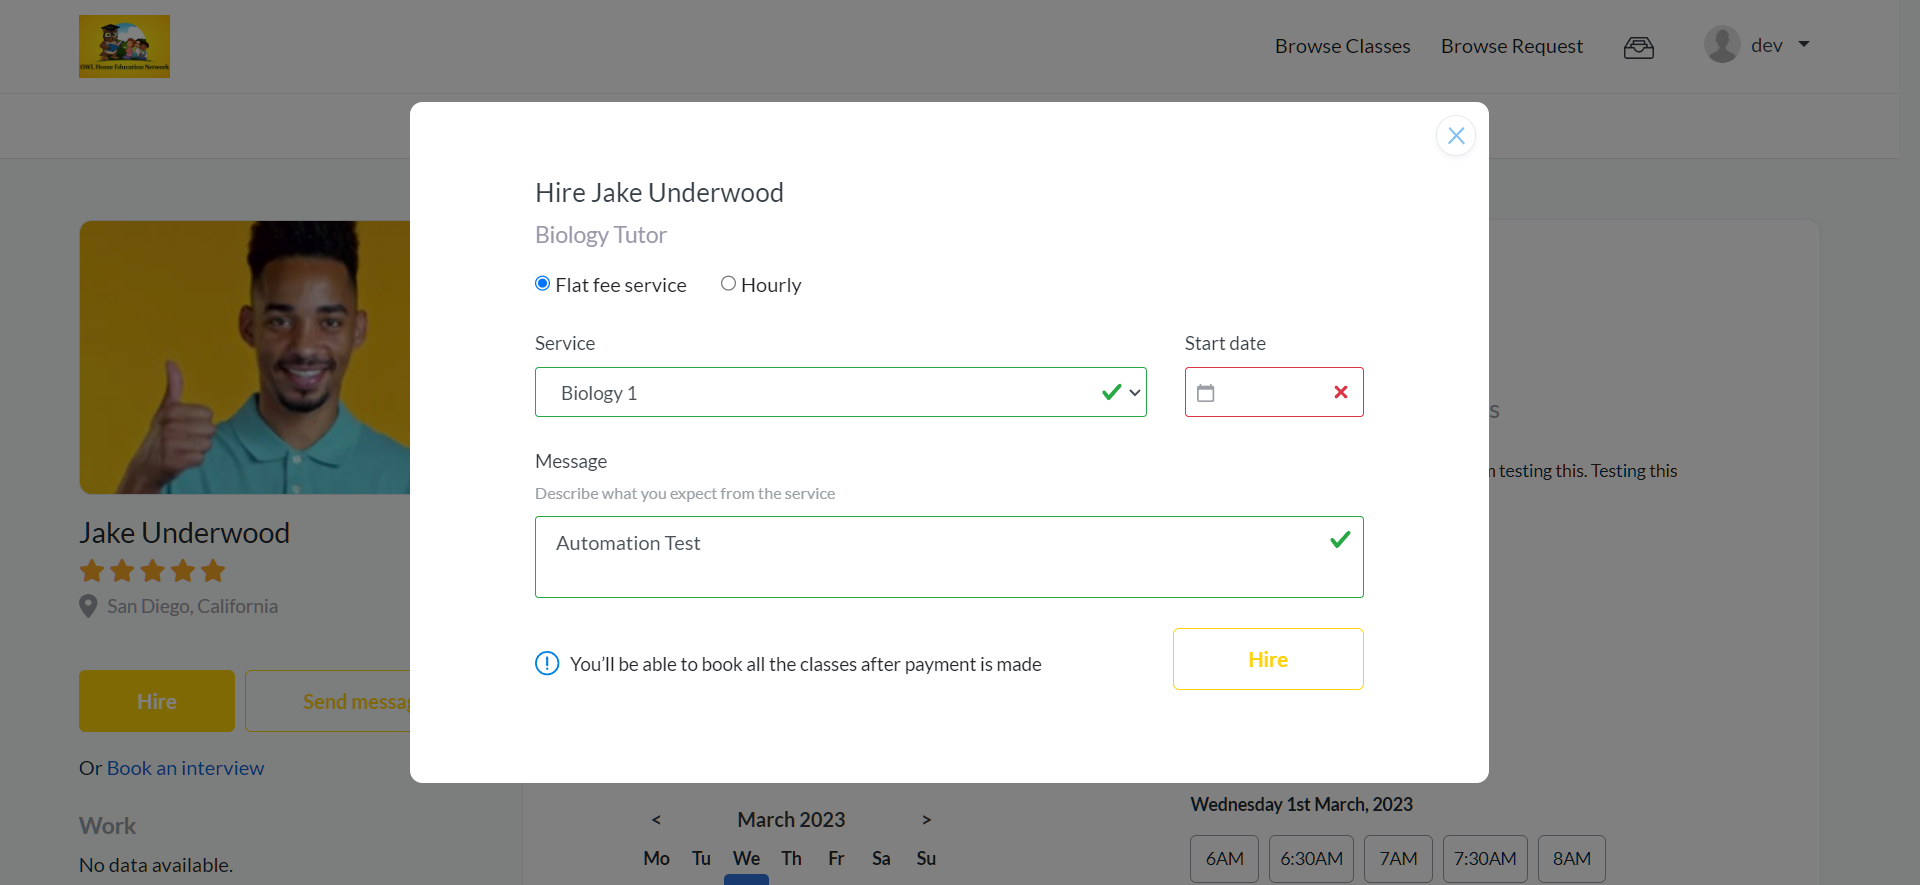 OWL Home Education Network
Browse Classes
Browse Request
dev
Hire Jake Underwood
Biology Tutor
Flat fee service
Hourly
Service
Start date
Biology 1
Message
Describe what you expect from the service
Automation Test
You'll be able to book all the classes after payment is made
Hire
testing this. Testing this
Jake Underwood
San Diego, California
Hire
Send
Or Book an interview
Work
No data available.
< March 2023 >
Mo Tu We Th Fr Sa Su
Wednesday 1st March, 2023
6AM 6:30AM 7AM 7:30AM 8AM